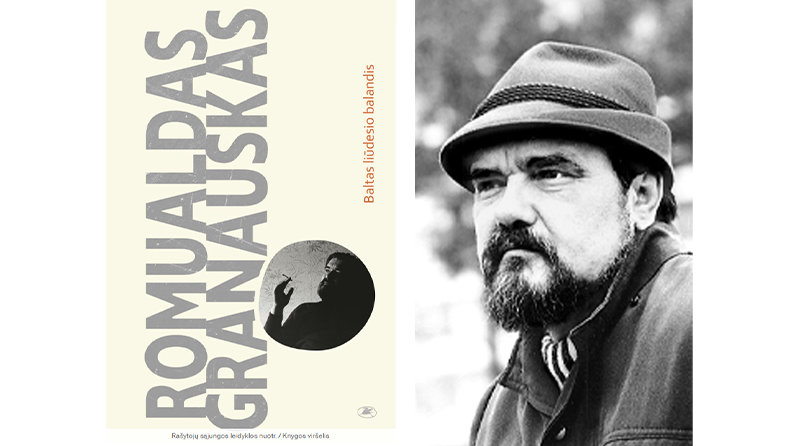 ROMUALDAS
GRANAUSKAS
Baltas liūdesio balandis
Rašytojų sąjungos leidyklos nuotr. / Knygos viršelis